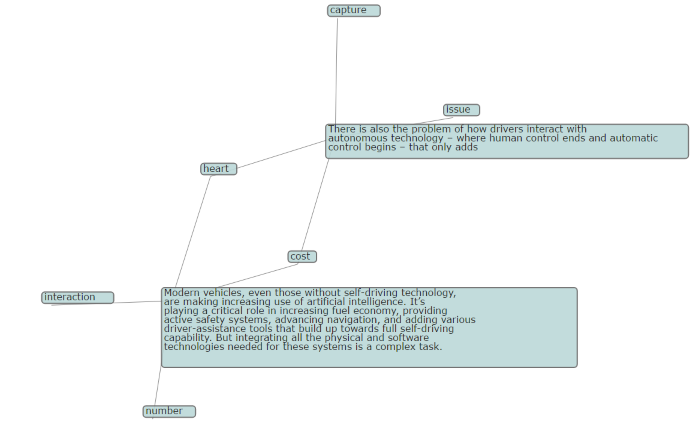 capture
issue
There is also the problem of how drivers interact with
autonomous technology – where human control ends and automatic
control begins – that only adds
heart
cost
interaction
Modern vehicles, even those without self-driving technology,
are making increasing use of artificial intelligence. It’s
playing a critical role in increasing fuel economy, providing
active safety systems, advancing navigation, and adding various
driver-assistance tools that build up towards full self-driving
capability. But integrating all the physical and software
technologies needed for these systems is a complex task.
number